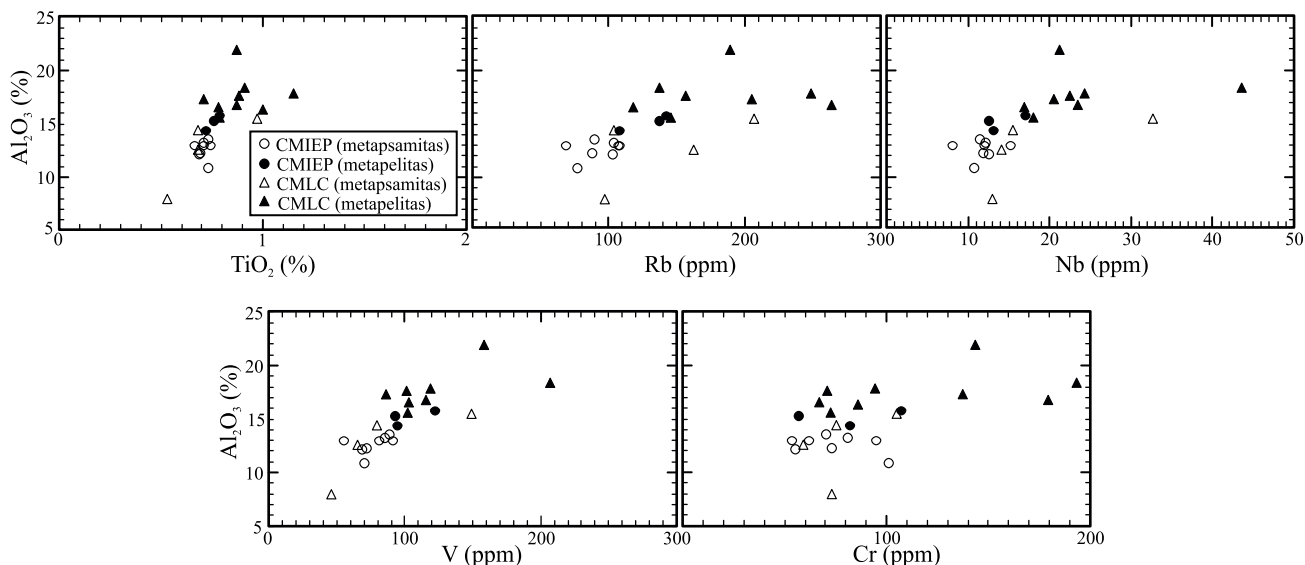 25
20
15
10
5
Al₂O₃ (%)
CMIEP (metapsamitas)
CMIEP (metapelitas)
CMLC (metapsamitas)
CMLC (metapelitas)
0 1 2
TiO₂ (%)
100 200 300
Rb (ppm)
0 10 20 30 40 50
Nb (ppm)
25
20
15
10
5
Al₂O₃ (%)
0 100 200 300
V (ppm)
100 200
Cr (ppm)